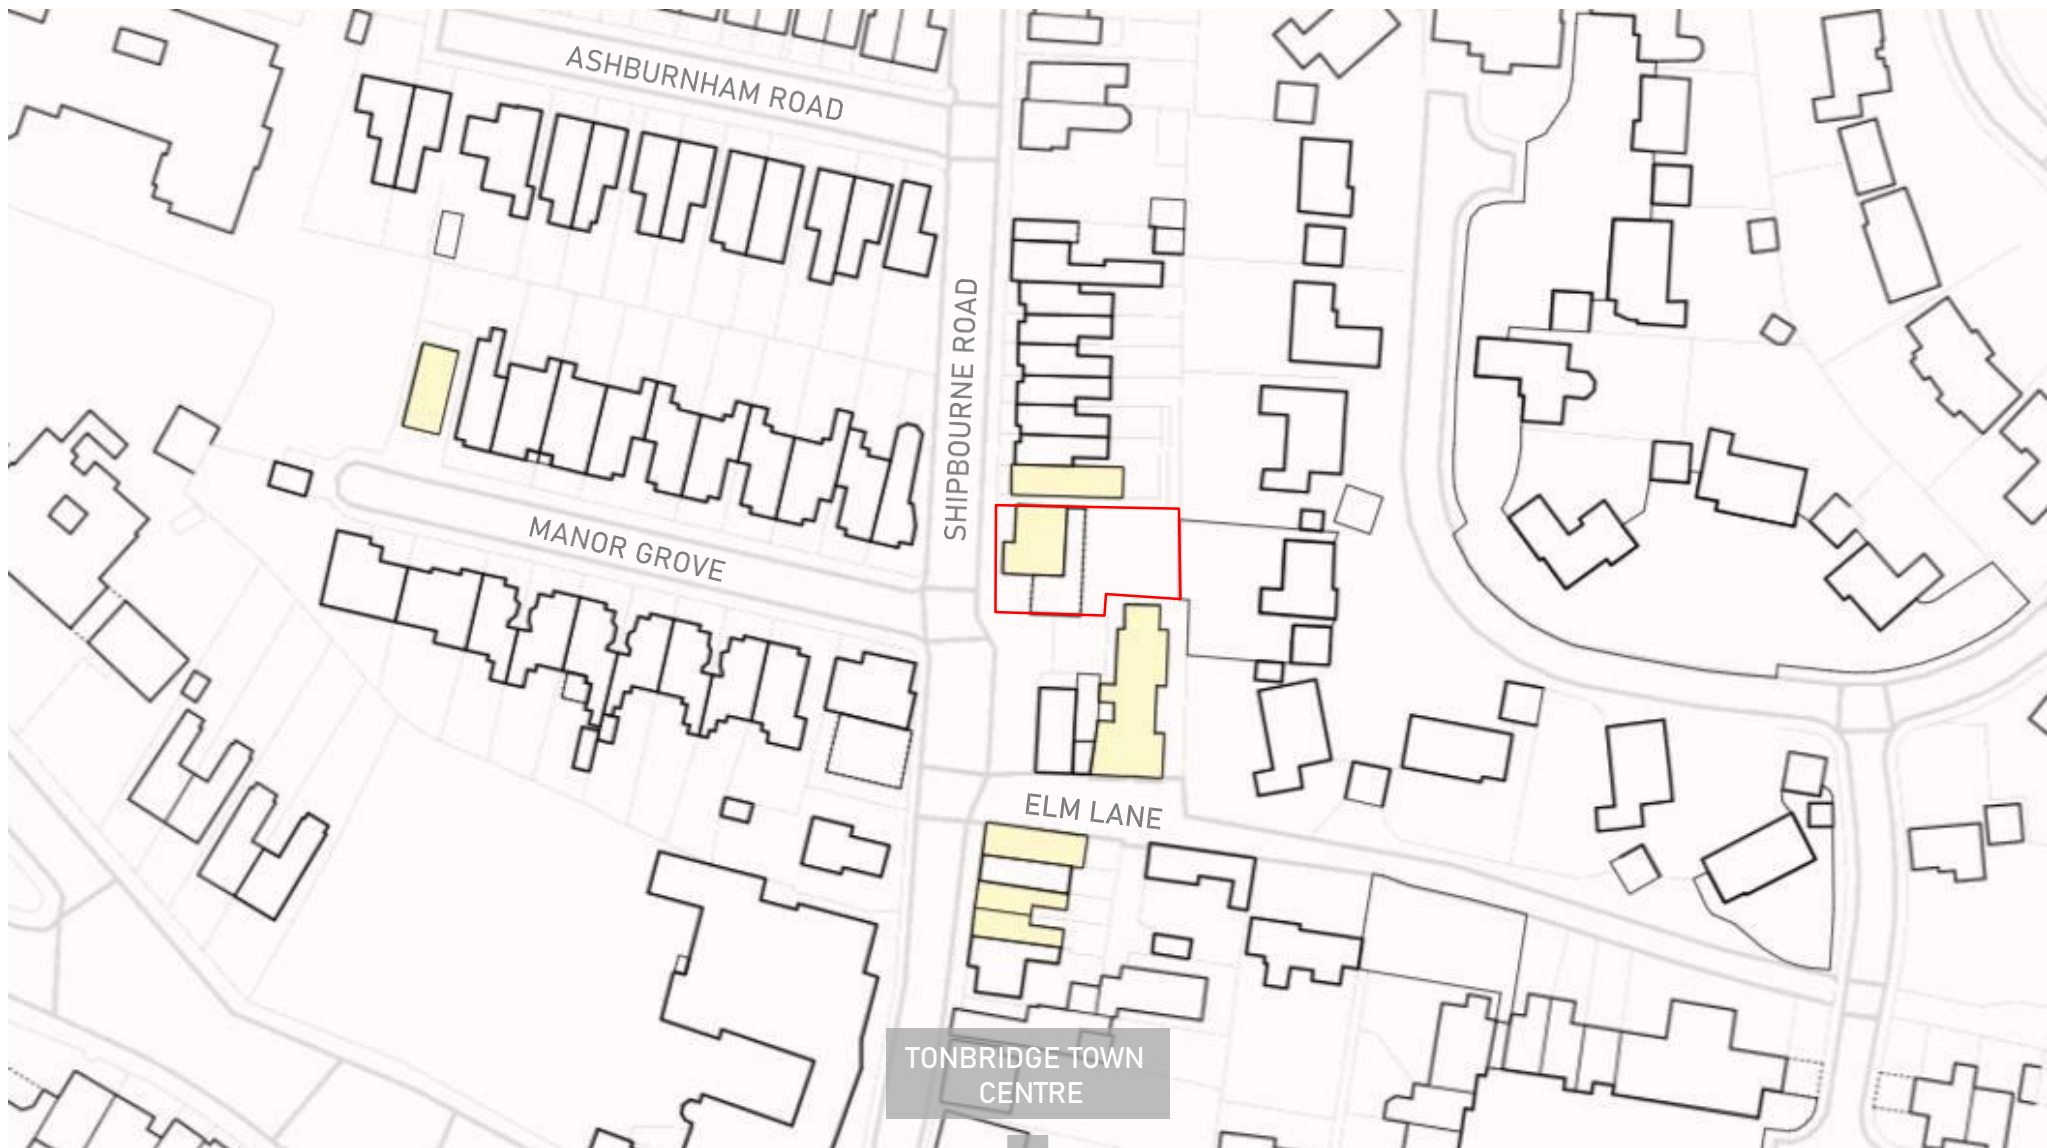 ASHBURNHAM ROAD
SHIPBOURNE ROAD
MANOR GROVE
ELM LANE
TONBRIDGE TOWN
CENTRE